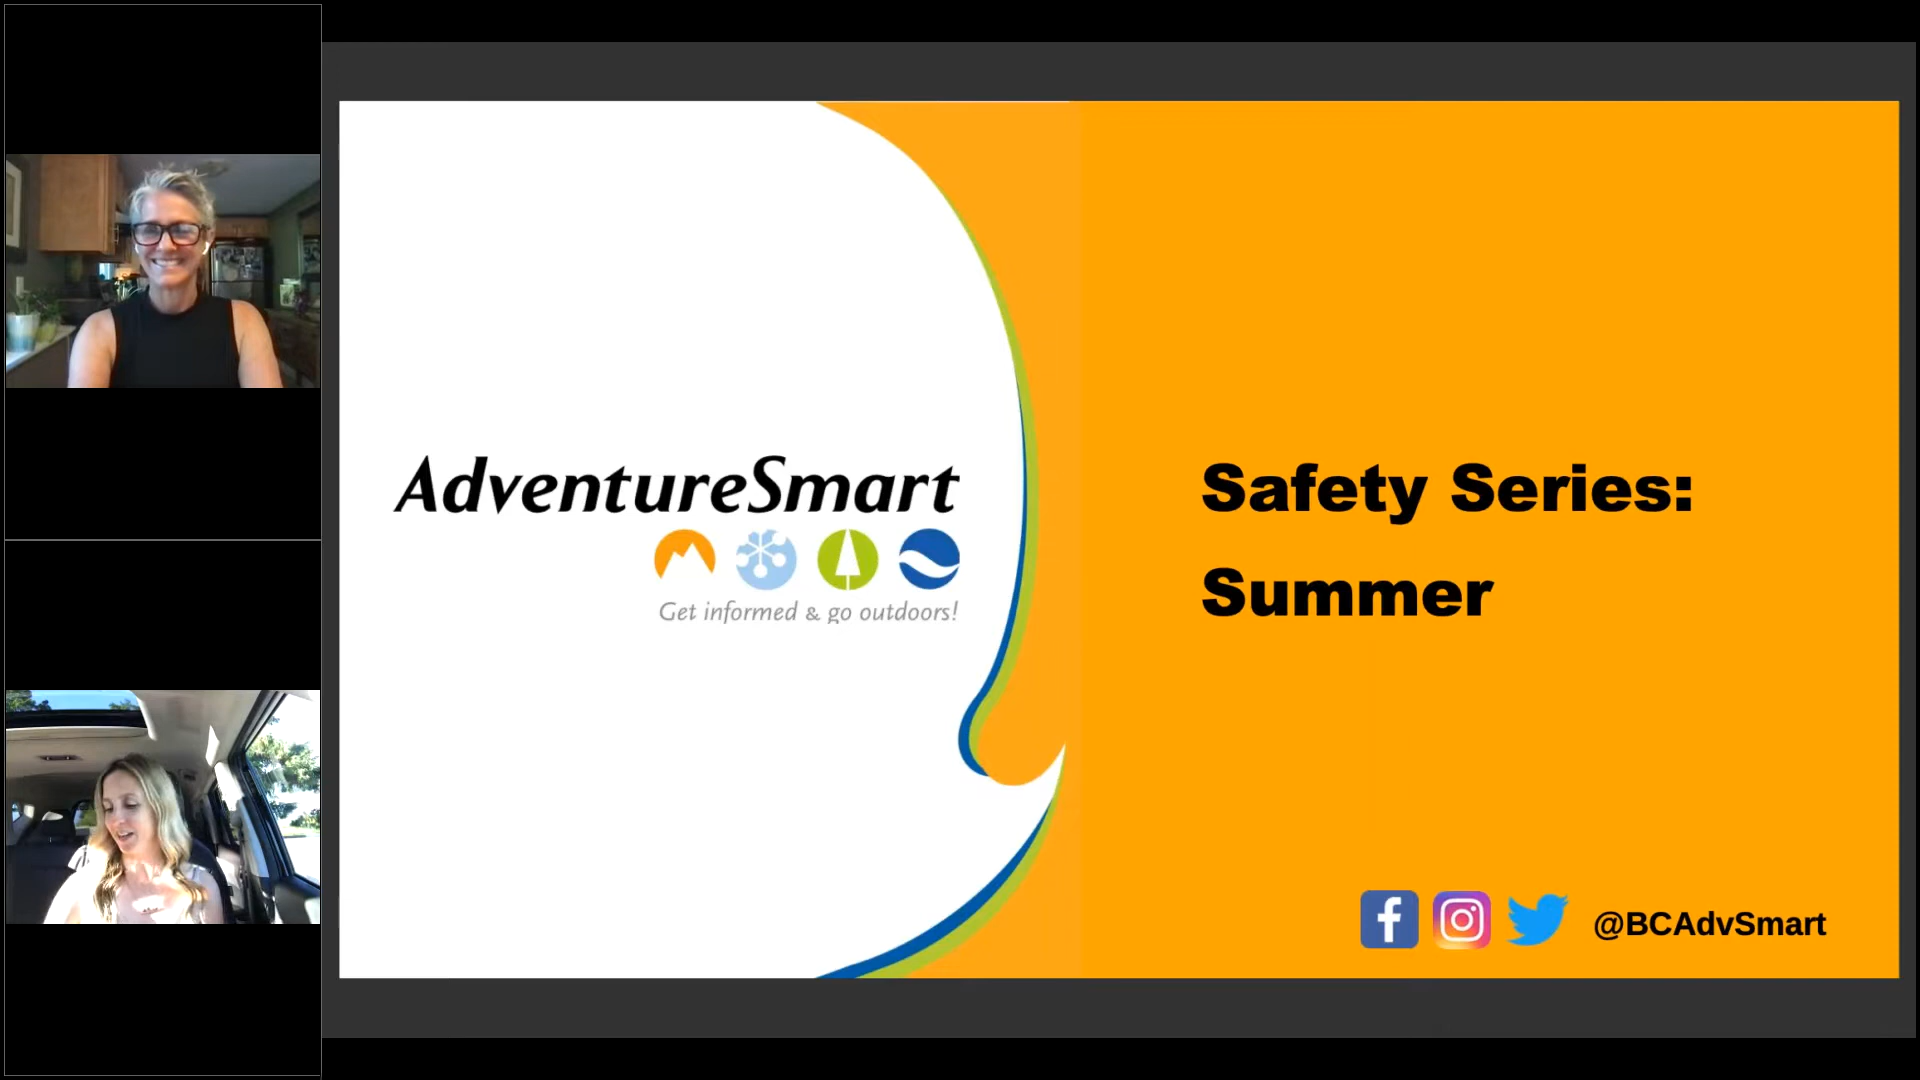 AdventureSmart
Get informed & go outdoors!
Safety Series:
Summer
@BCAdvSmart